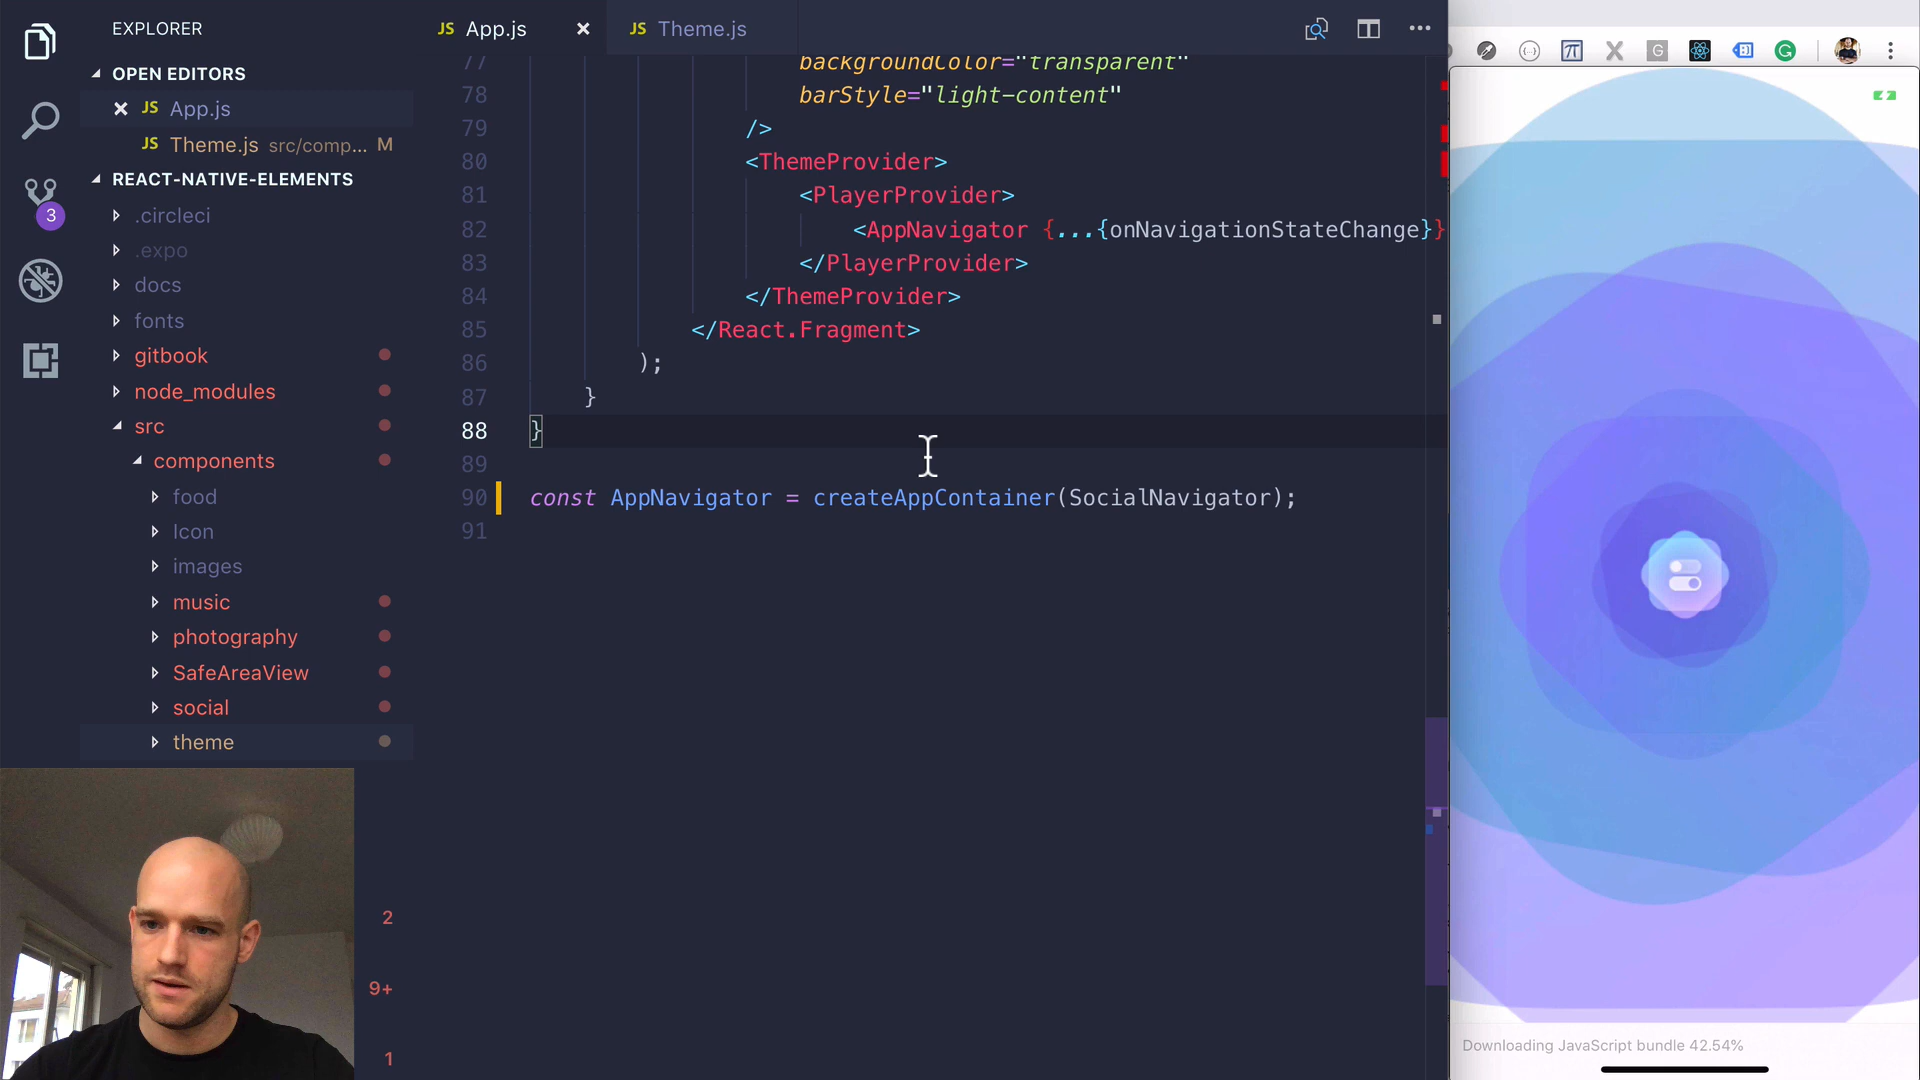 EXPLORER
OPEN EDITORS
JS App.js
JS Theme.js src/comp... M
REACT-NATIVE-ELEMENTS
.circleci
.expo
docs
fonts
gitbook
node_modules
src
components
food
Icon
images
music
photography
SafeAreaView
social
theme
3
2
9+
1
JS App.js
JS Theme.js
77 backgroundColor="transparent"
78 barStyle="light-content"
79 />
80 <ThemeProvider>
81 <PlayerProvider>
82 <AppNavigator {...{onNavigationStateChange}}
83 </PlayerProvider>
84 </ThemeProvider>
85 </React.Fragment>
86 );
87 }
88 }
89
90 const AppNavigator = createAppContainer(SocialNavigator);
91
Downloading JavaScript bundle 42.54%